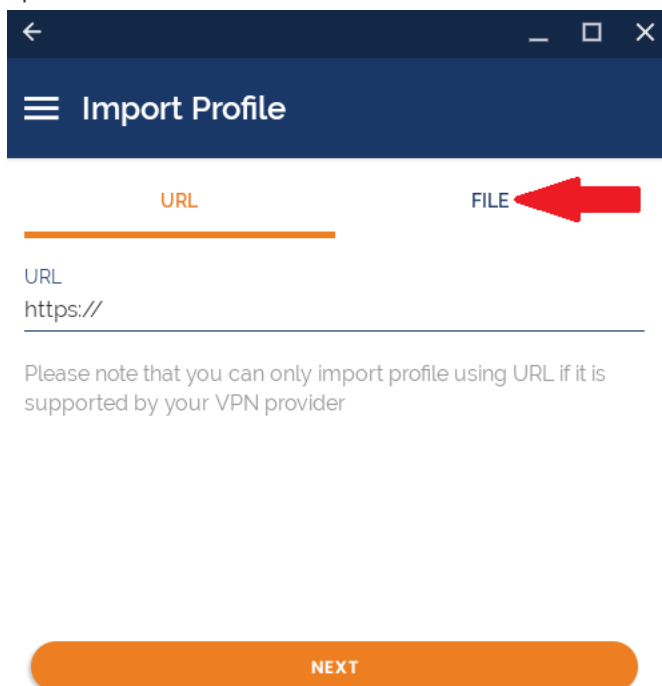 Import Profile
URL
FILE
URL
https://
Please note that you can only import profile using URL if it is
supported by your VPN provider
NEXT